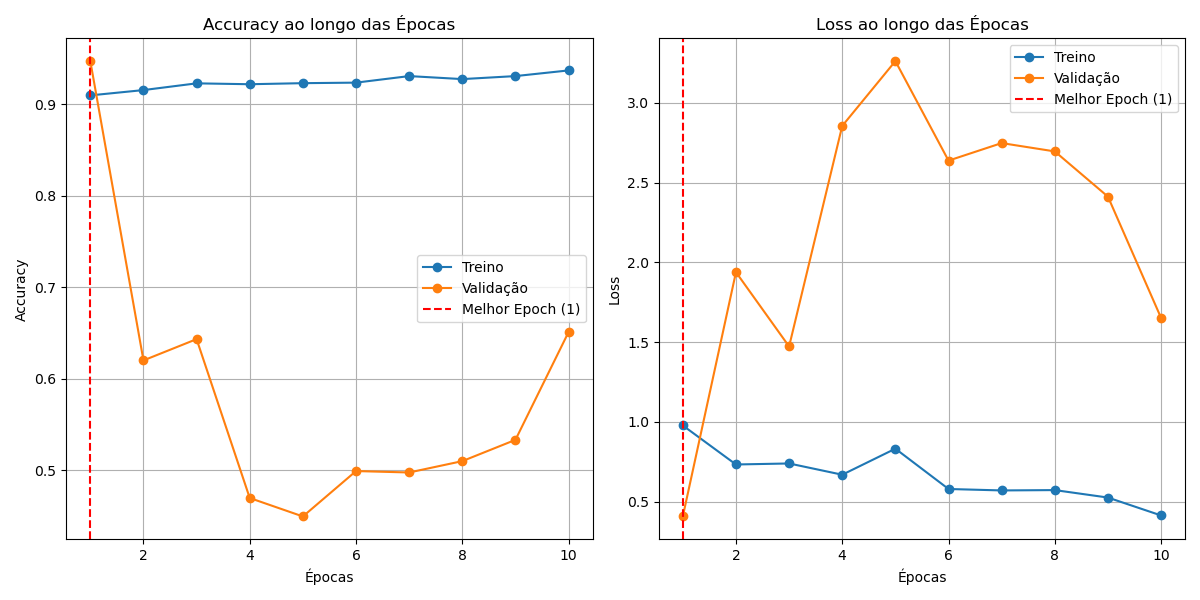 Accuracy ao longo das Épocas
Accuracy
0.9
0.8
0.7
0.6
0.5
Treino
Validação
Melhor Epoch (1)
2 4 6 8 10
Épocas
Loss ao longo das Épocas
Loss
3.0
2.5
2.0
1.5
1.0
0.5
Treino
Validação
Melhor Epoch (1)
2 4 6 8 10
Épocas